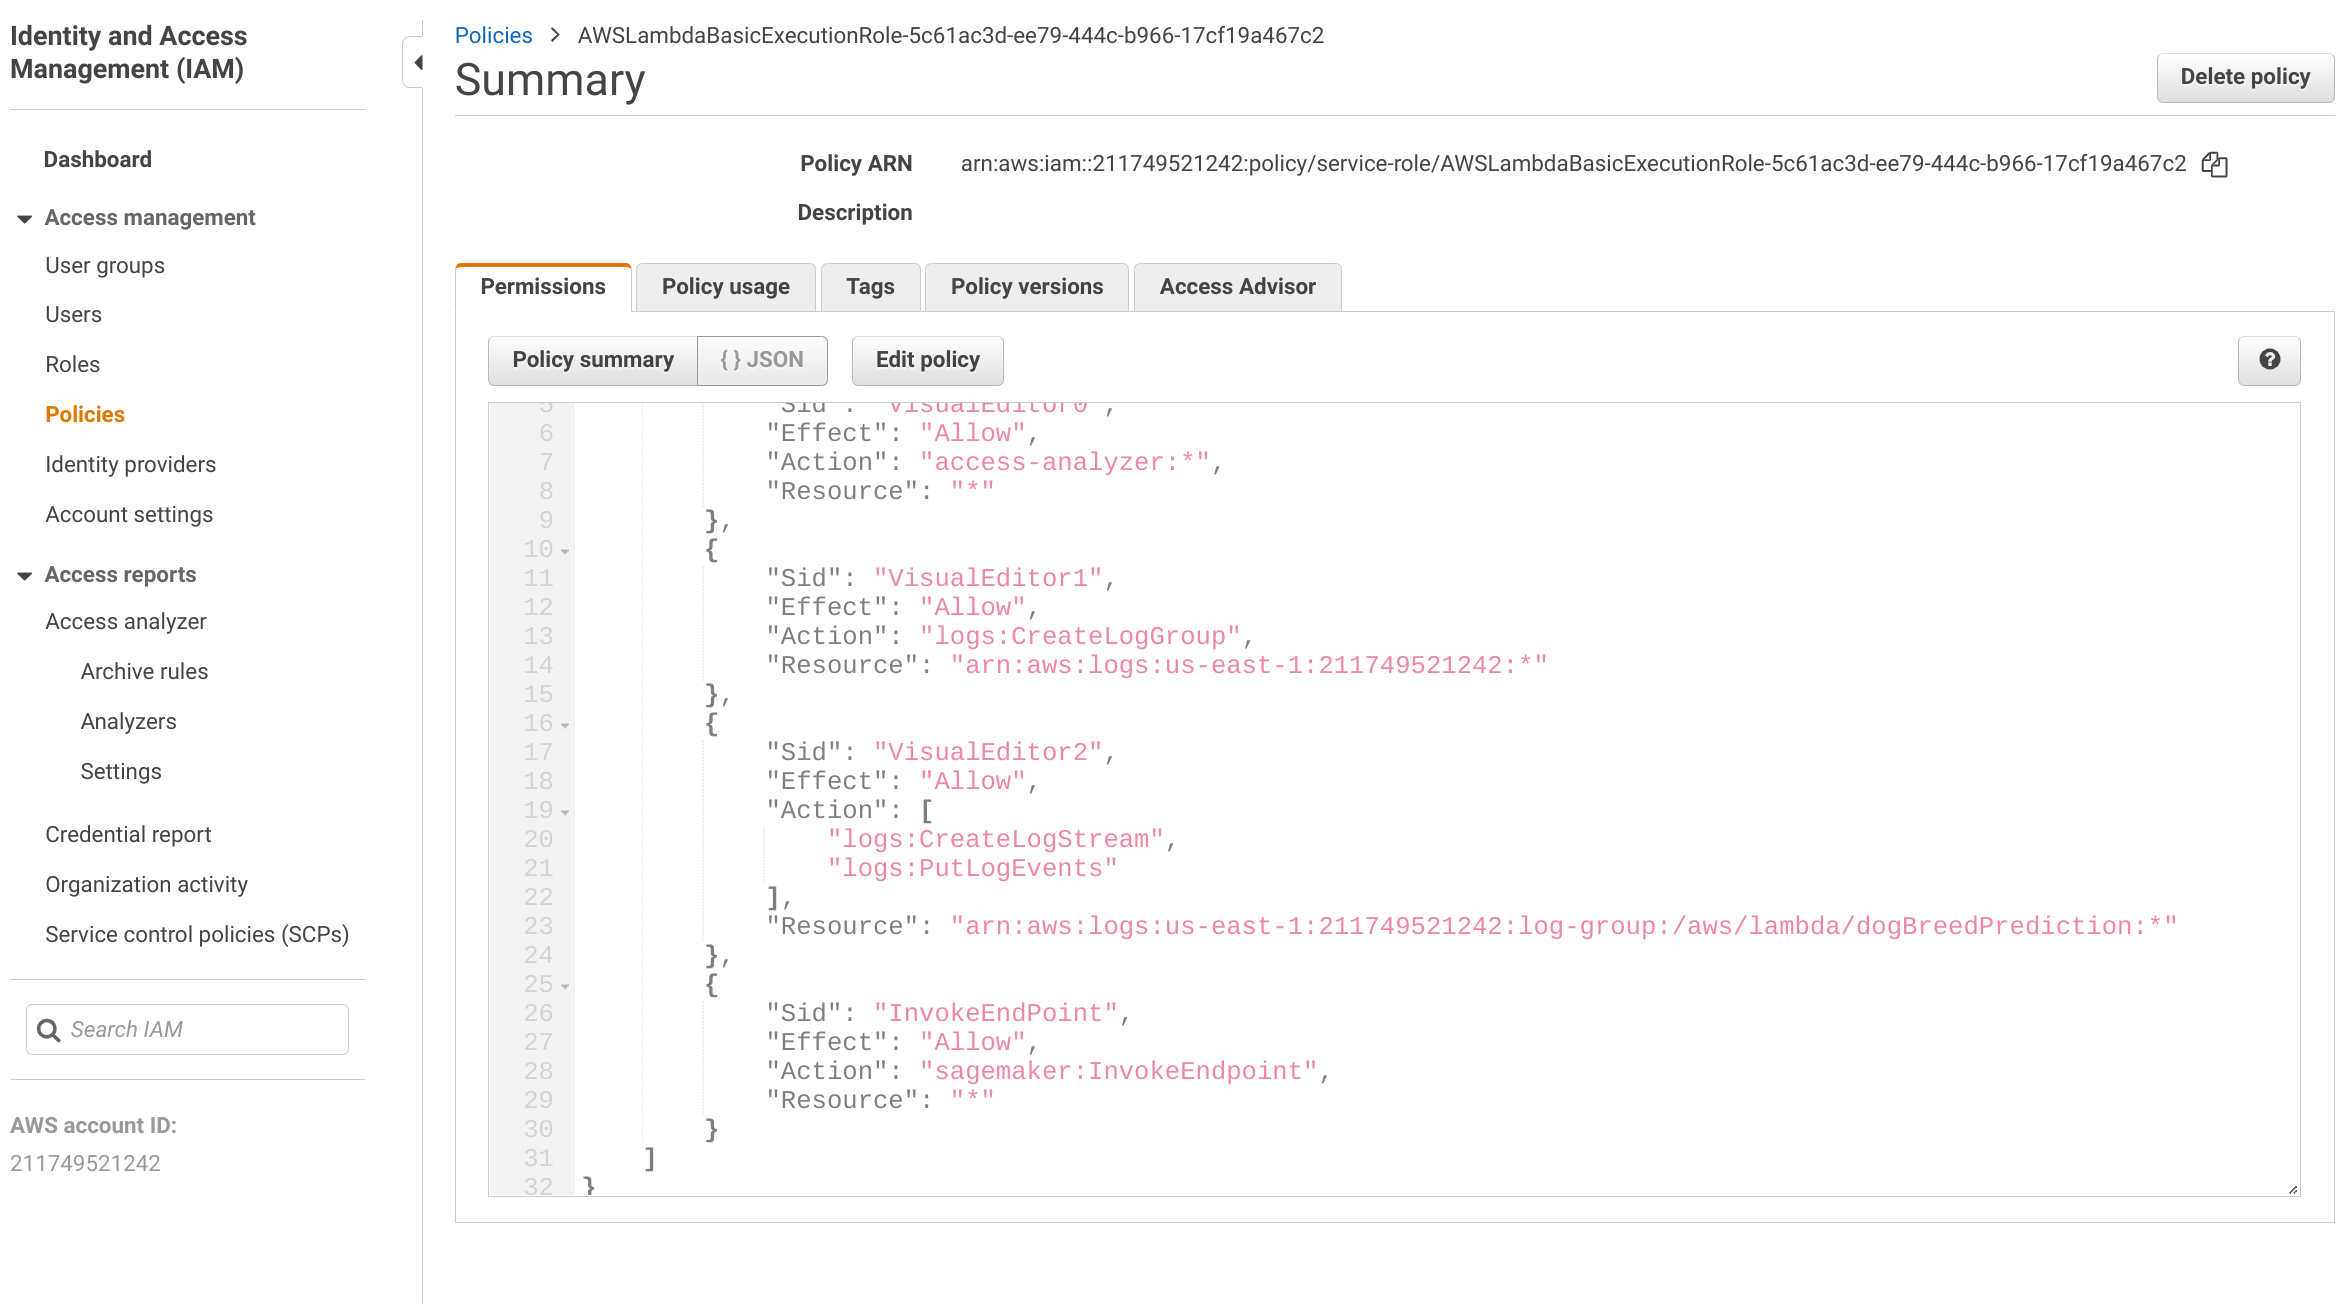 Identity and Access
Management (IAM)
Dashboard
Access management
User groups
Users
Roles
Policies
Identity providers
Account settings
Access reports
Access analyzer
Archive rules
Analyzers
Settings
Credential report
Organization activity
Service control policies (SCPs)
Search IAM
AWS account ID:
211749521242
Policies > AWSLambdaBasicExecutionRole-5c61ac3d-ee79-444c-b966-17cf19a467c2
Summary
Delete policy
Policy ARN arn:aws:iam::211749521242:policy/service-role/AWSLambdaBasicExecutionRole-5c61ac3d-ee79-444c-b966-17cf19a467c2
Description
Permissions Policy usage Tags Policy versions Access Advisor
Policy summary { } JSON Edit policy ?
5 "Sid": "VisualEditor0",
6 "Effect": "Allow",
7 "Action": "access-analyzer:*",
8 "Resource": "*"
9 },
10 {
11 "Sid": "VisualEditor1",
12 "Effect": "Allow",
13 "Action": "logs:CreateLogGroup",
14 "Resource": "arn:aws:logs:us-east-1:211749521242:*"
15 },
16 {
17 "Sid": "VisualEditor2",
18 "Effect": "Allow",
19 "Action": [
20 "logs:CreateLogStream",
21 "logs:PutLogEvents"
22 ],
23 "Resource": "arn:aws:logs:us-east-1:211749521242:log-group:/aws/lambda/dogBreedPrediction:*"
24 },
25 {
26 "Sid": "InvokeEndPoint",
27 "Effect": "Allow",
28 "Action": "sagemaker:InvokeEndpoint",
29 "Resource": "*"
30 }
31 ]
32 }